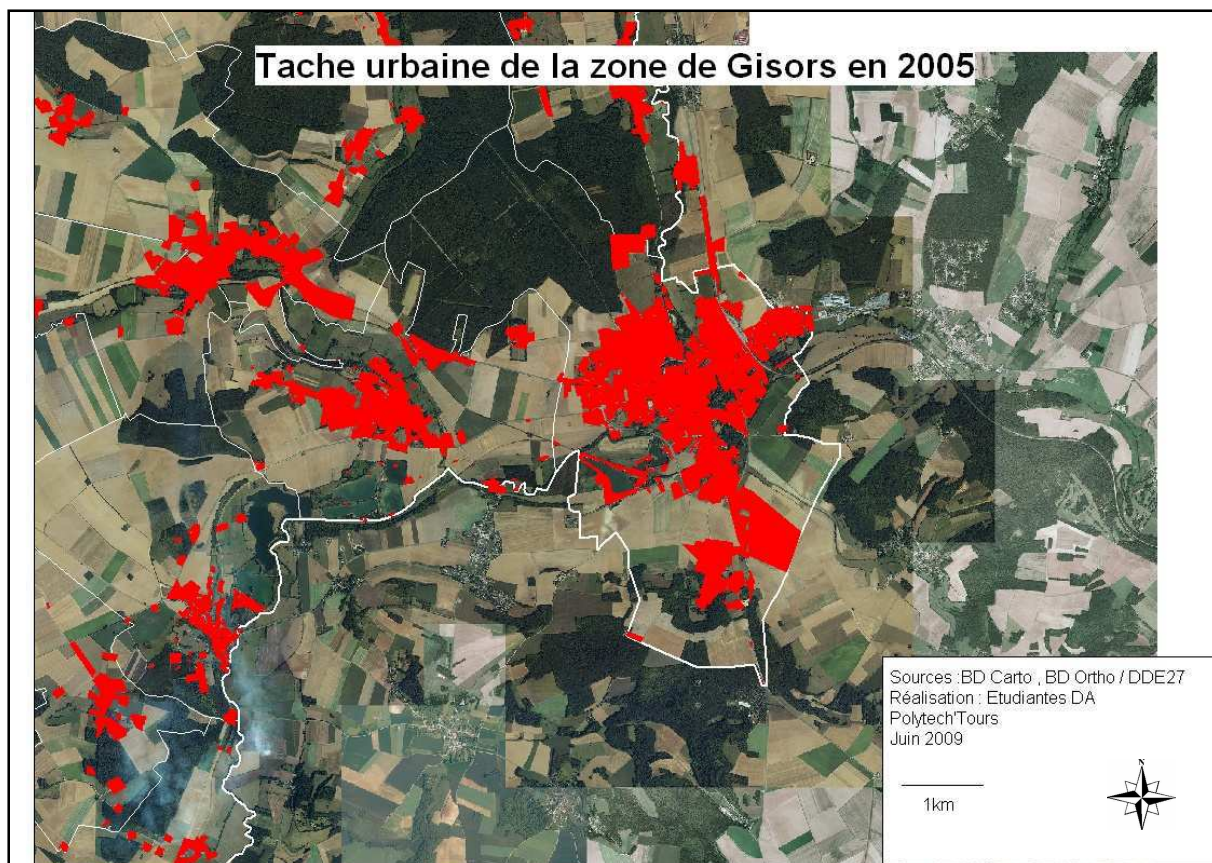 Tache urbaine de la zone de Gisors en 2005
Sources :BD Carto , BD Ortho / DDE27
Réalisation : Etudiantes DA
Polytech'Tours
Juin 2009
N
1km